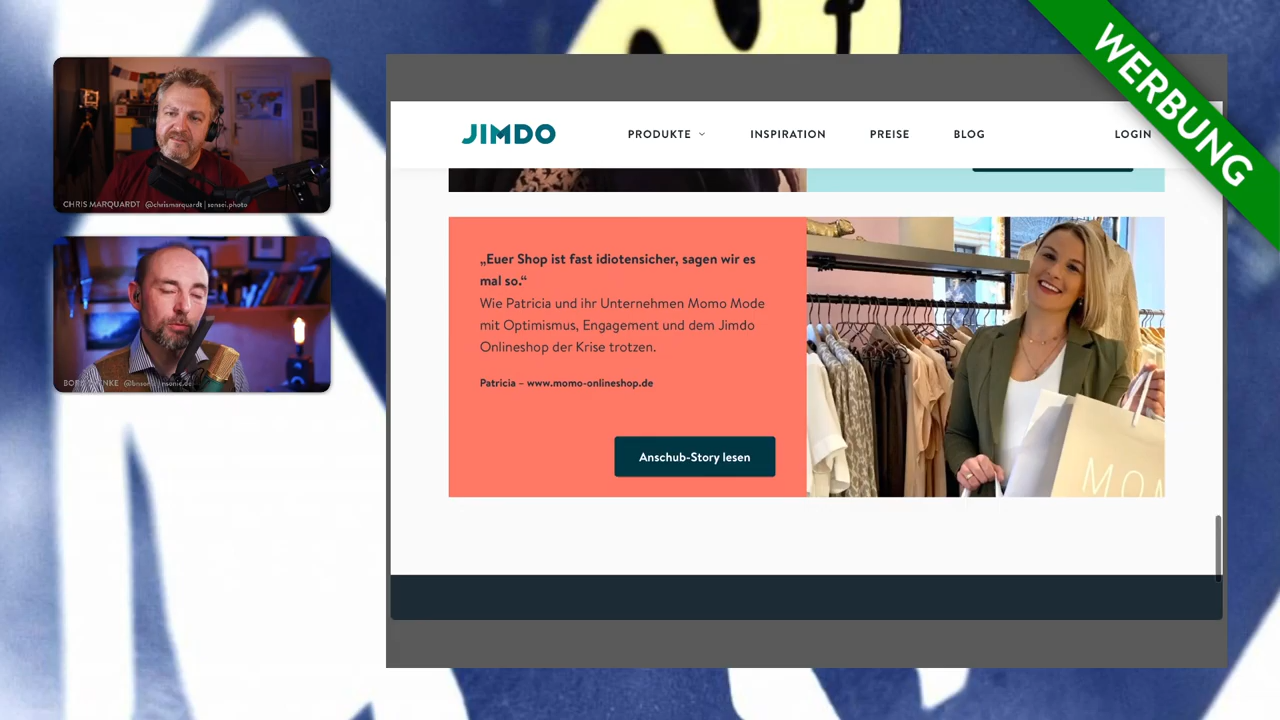 WERBUNG
CHRIS MARQUARDT @chrismarquardt | sensei.photo
JIMDO
PRODUKTE
INSPIRATION
PREISE
BLOG
LOGIN
„Euer Shop ist fast idiotensicher, sagen wir es
mal so.“
Wie Patricia und ihr Unternehmen Momo Mode
mit Optimismus, Engagement und dem Jimdo
Onlineshop der Krise trotzen.
Patricia – www.momo-onlineshop.de
Anschub-Story lesen